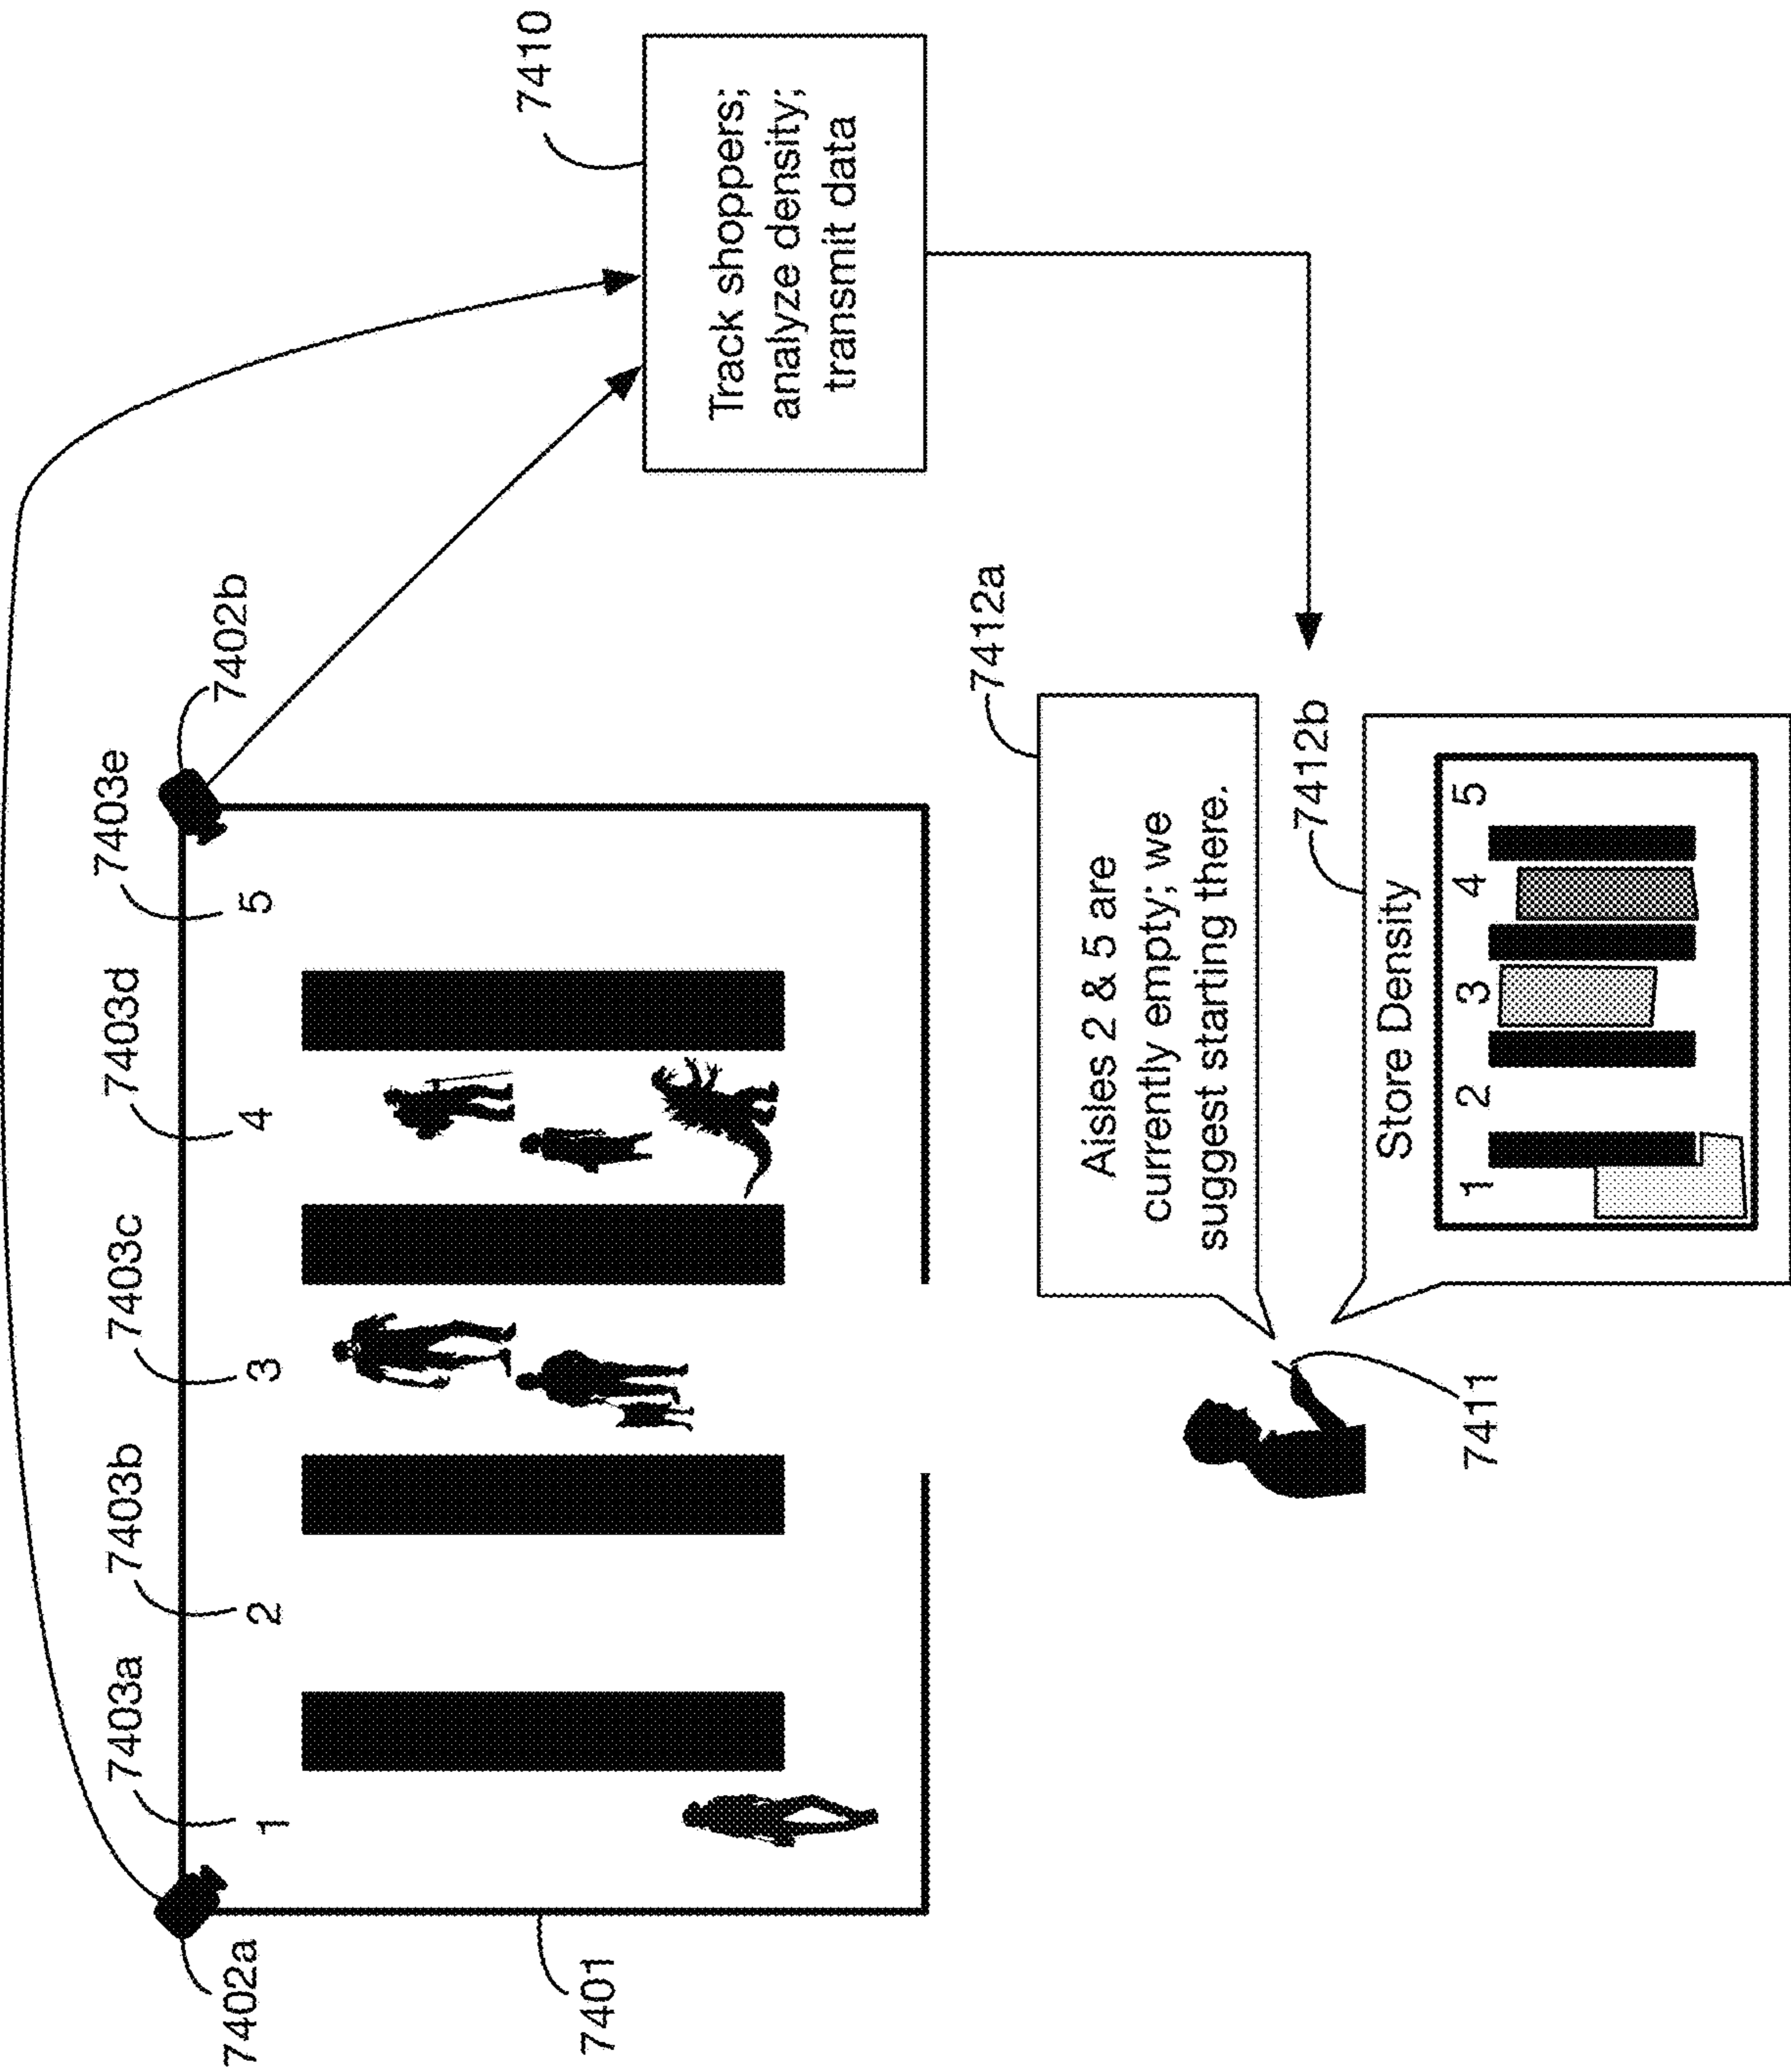 7403a
7403b
7403c
7403d
7403e
7402a
7402b
1
2
3
4
5
7401
7410
Track shoppers;
analyze density;
transmit data
7412a
Aisles 2 & 5 are
currently empty; we
suggest starting there.
7412b
Store Density
1
2
3
4
5
7411